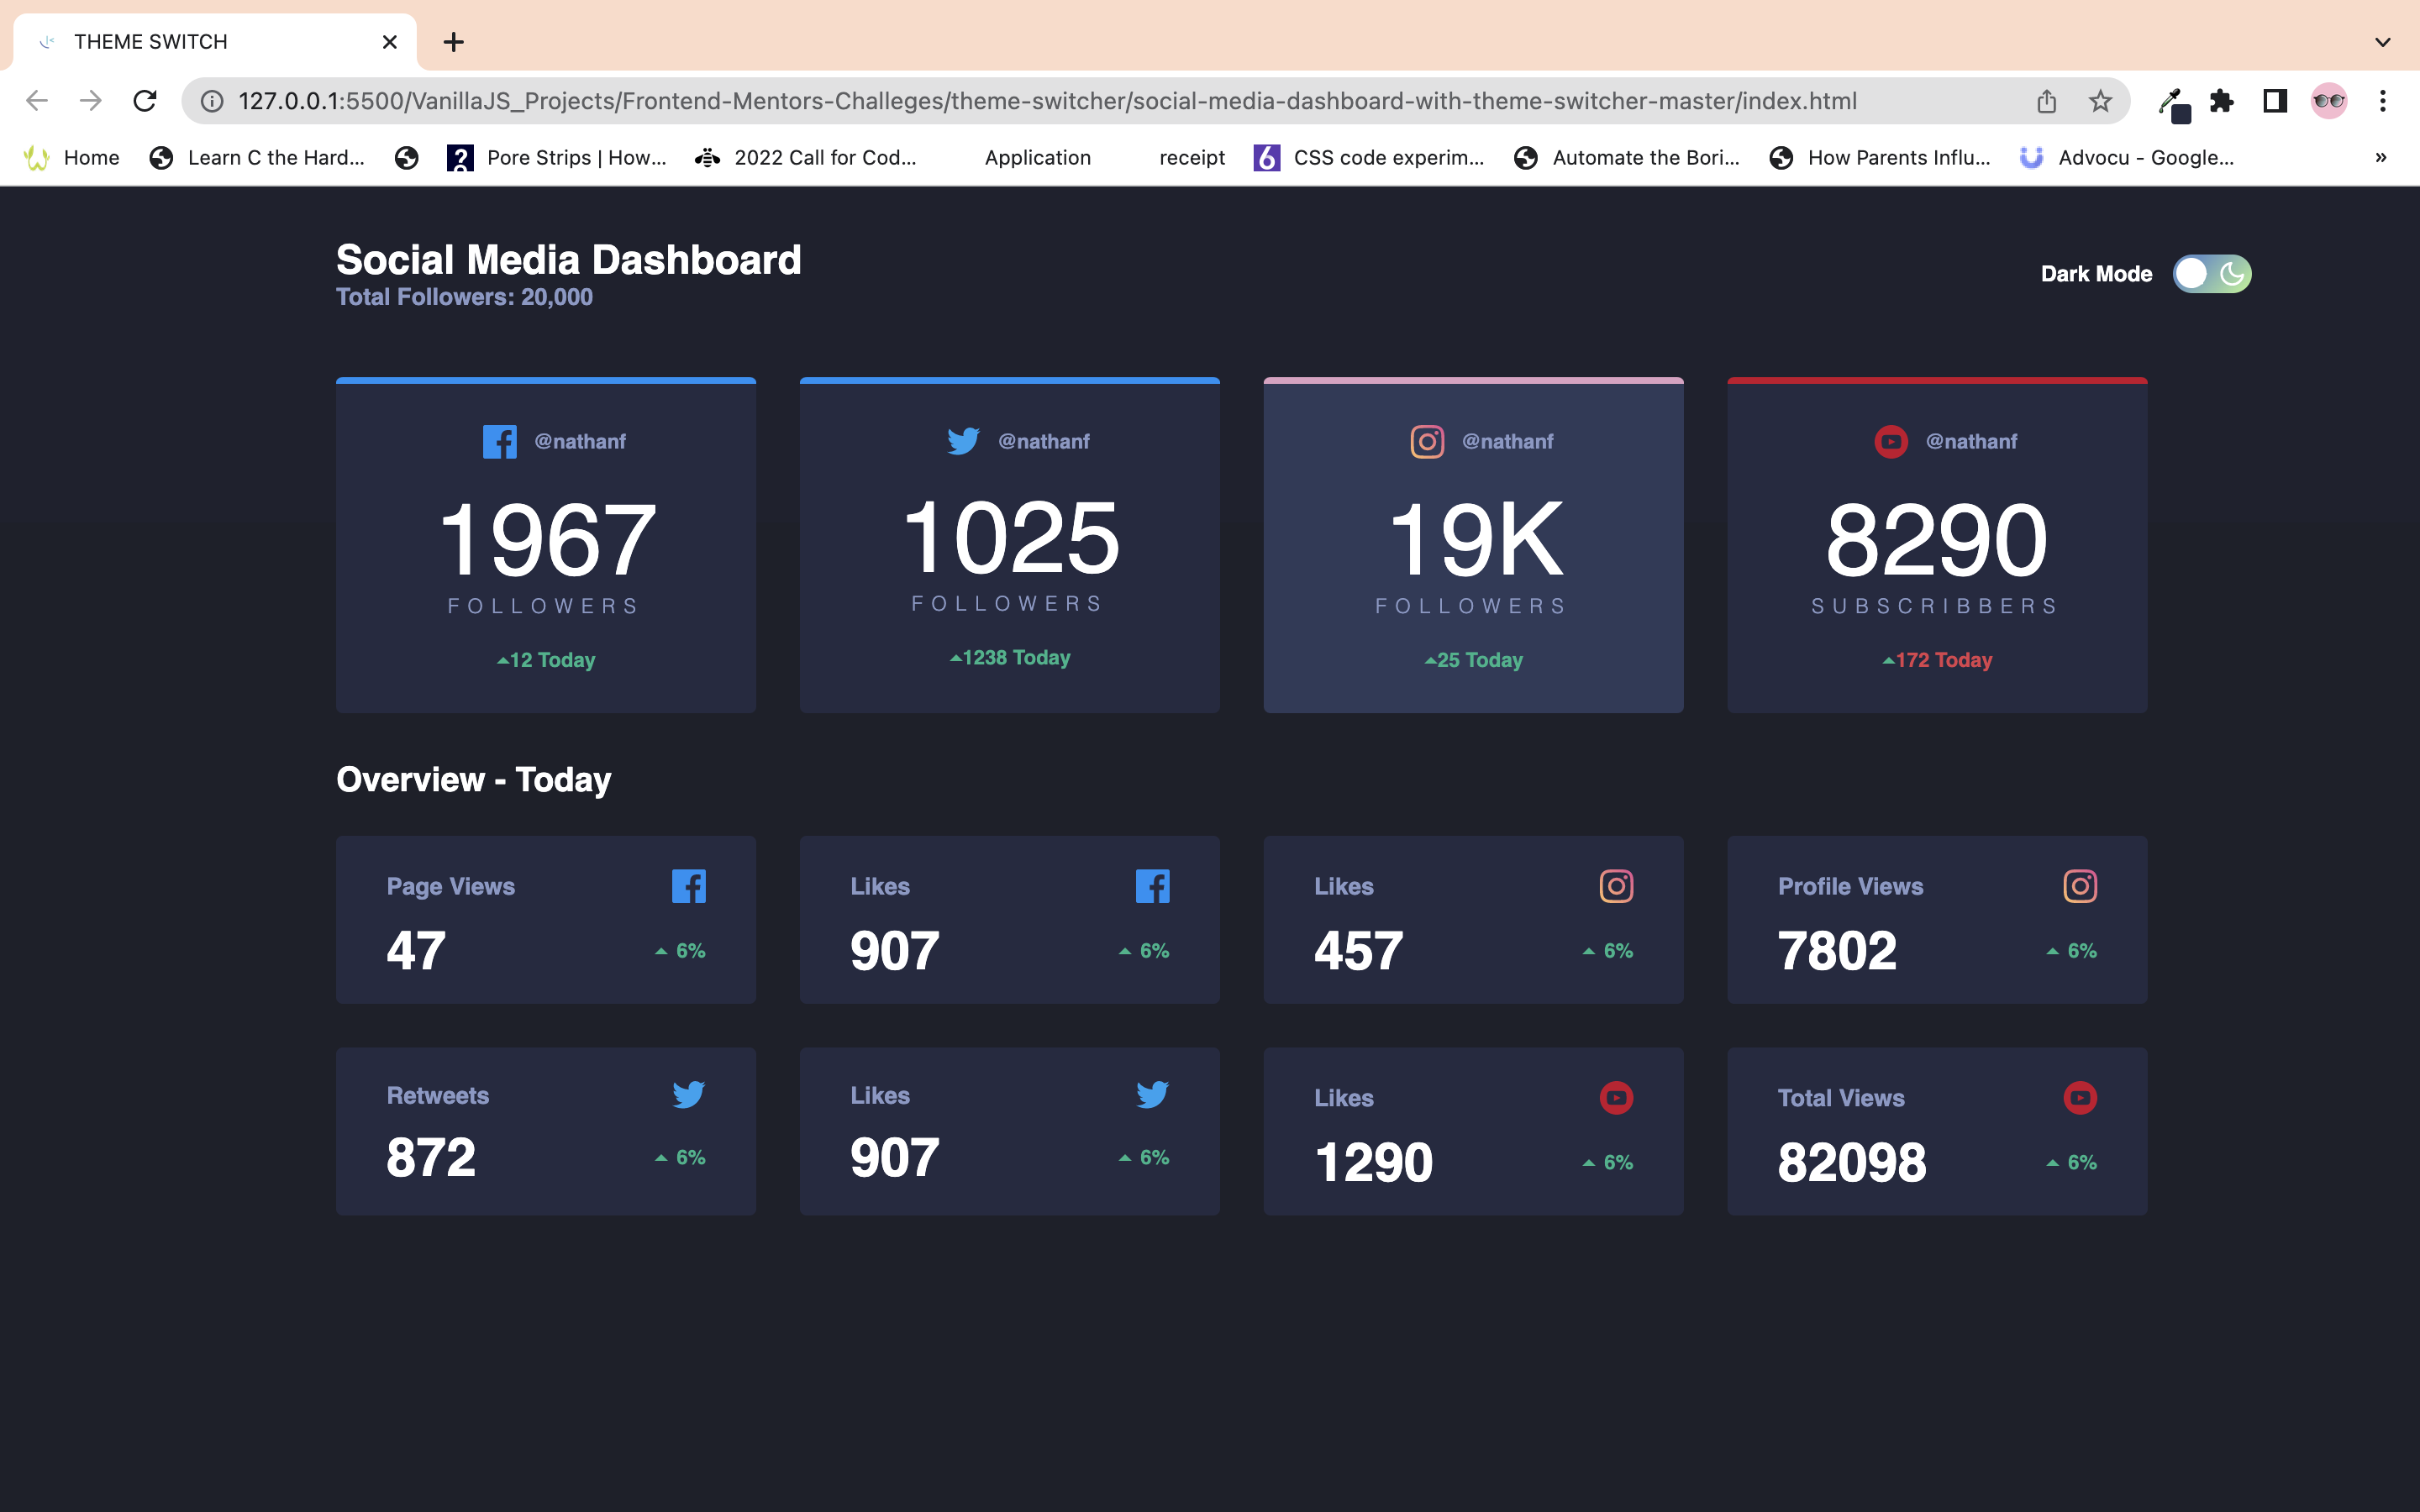 THEME SWITCH
127.0.0.1:5500/VanillaJS_Projects/Frontend-Mentors-Challeges/theme-switcher/social-media-dashboard-with-theme-switcher-master/index.html
Home Learn C the Hard... Pore Strips | How... 2022 Call for Cod... Application receipt CSS code experim... Automate the Bori... How Parents Influ... Advocu - Google... »
Social Media Dashboard
Total Followers: 20,000
Dark Mode
@nathanf @nathanf @nathanf @nathanf
1967 1025 19K 8290
FOLLOWERS FOLLOWERS FOLLOWERS SUBSCRIBBERS
12 Today 1238 Today 25 Today 172 Today
Overview - Today
Page Views Likes Likes Profile Views
47 6% 907 6% 457 6% 7802 6%
Retweets Likes Likes Total Views
872 6% 907 6% 1290 6% 82098 6%